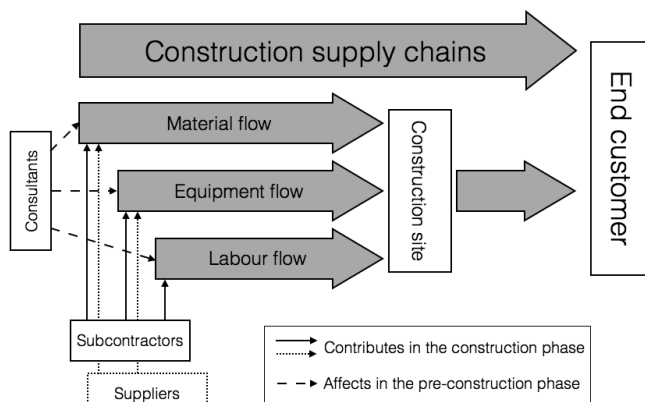 Construction supply chains
Material flow
Equipment flow
Labour flow
Consultants
Construction site
End customer
Subcontractors
Suppliers
Contributes in the construction phase
Affects in the pre-construction phase